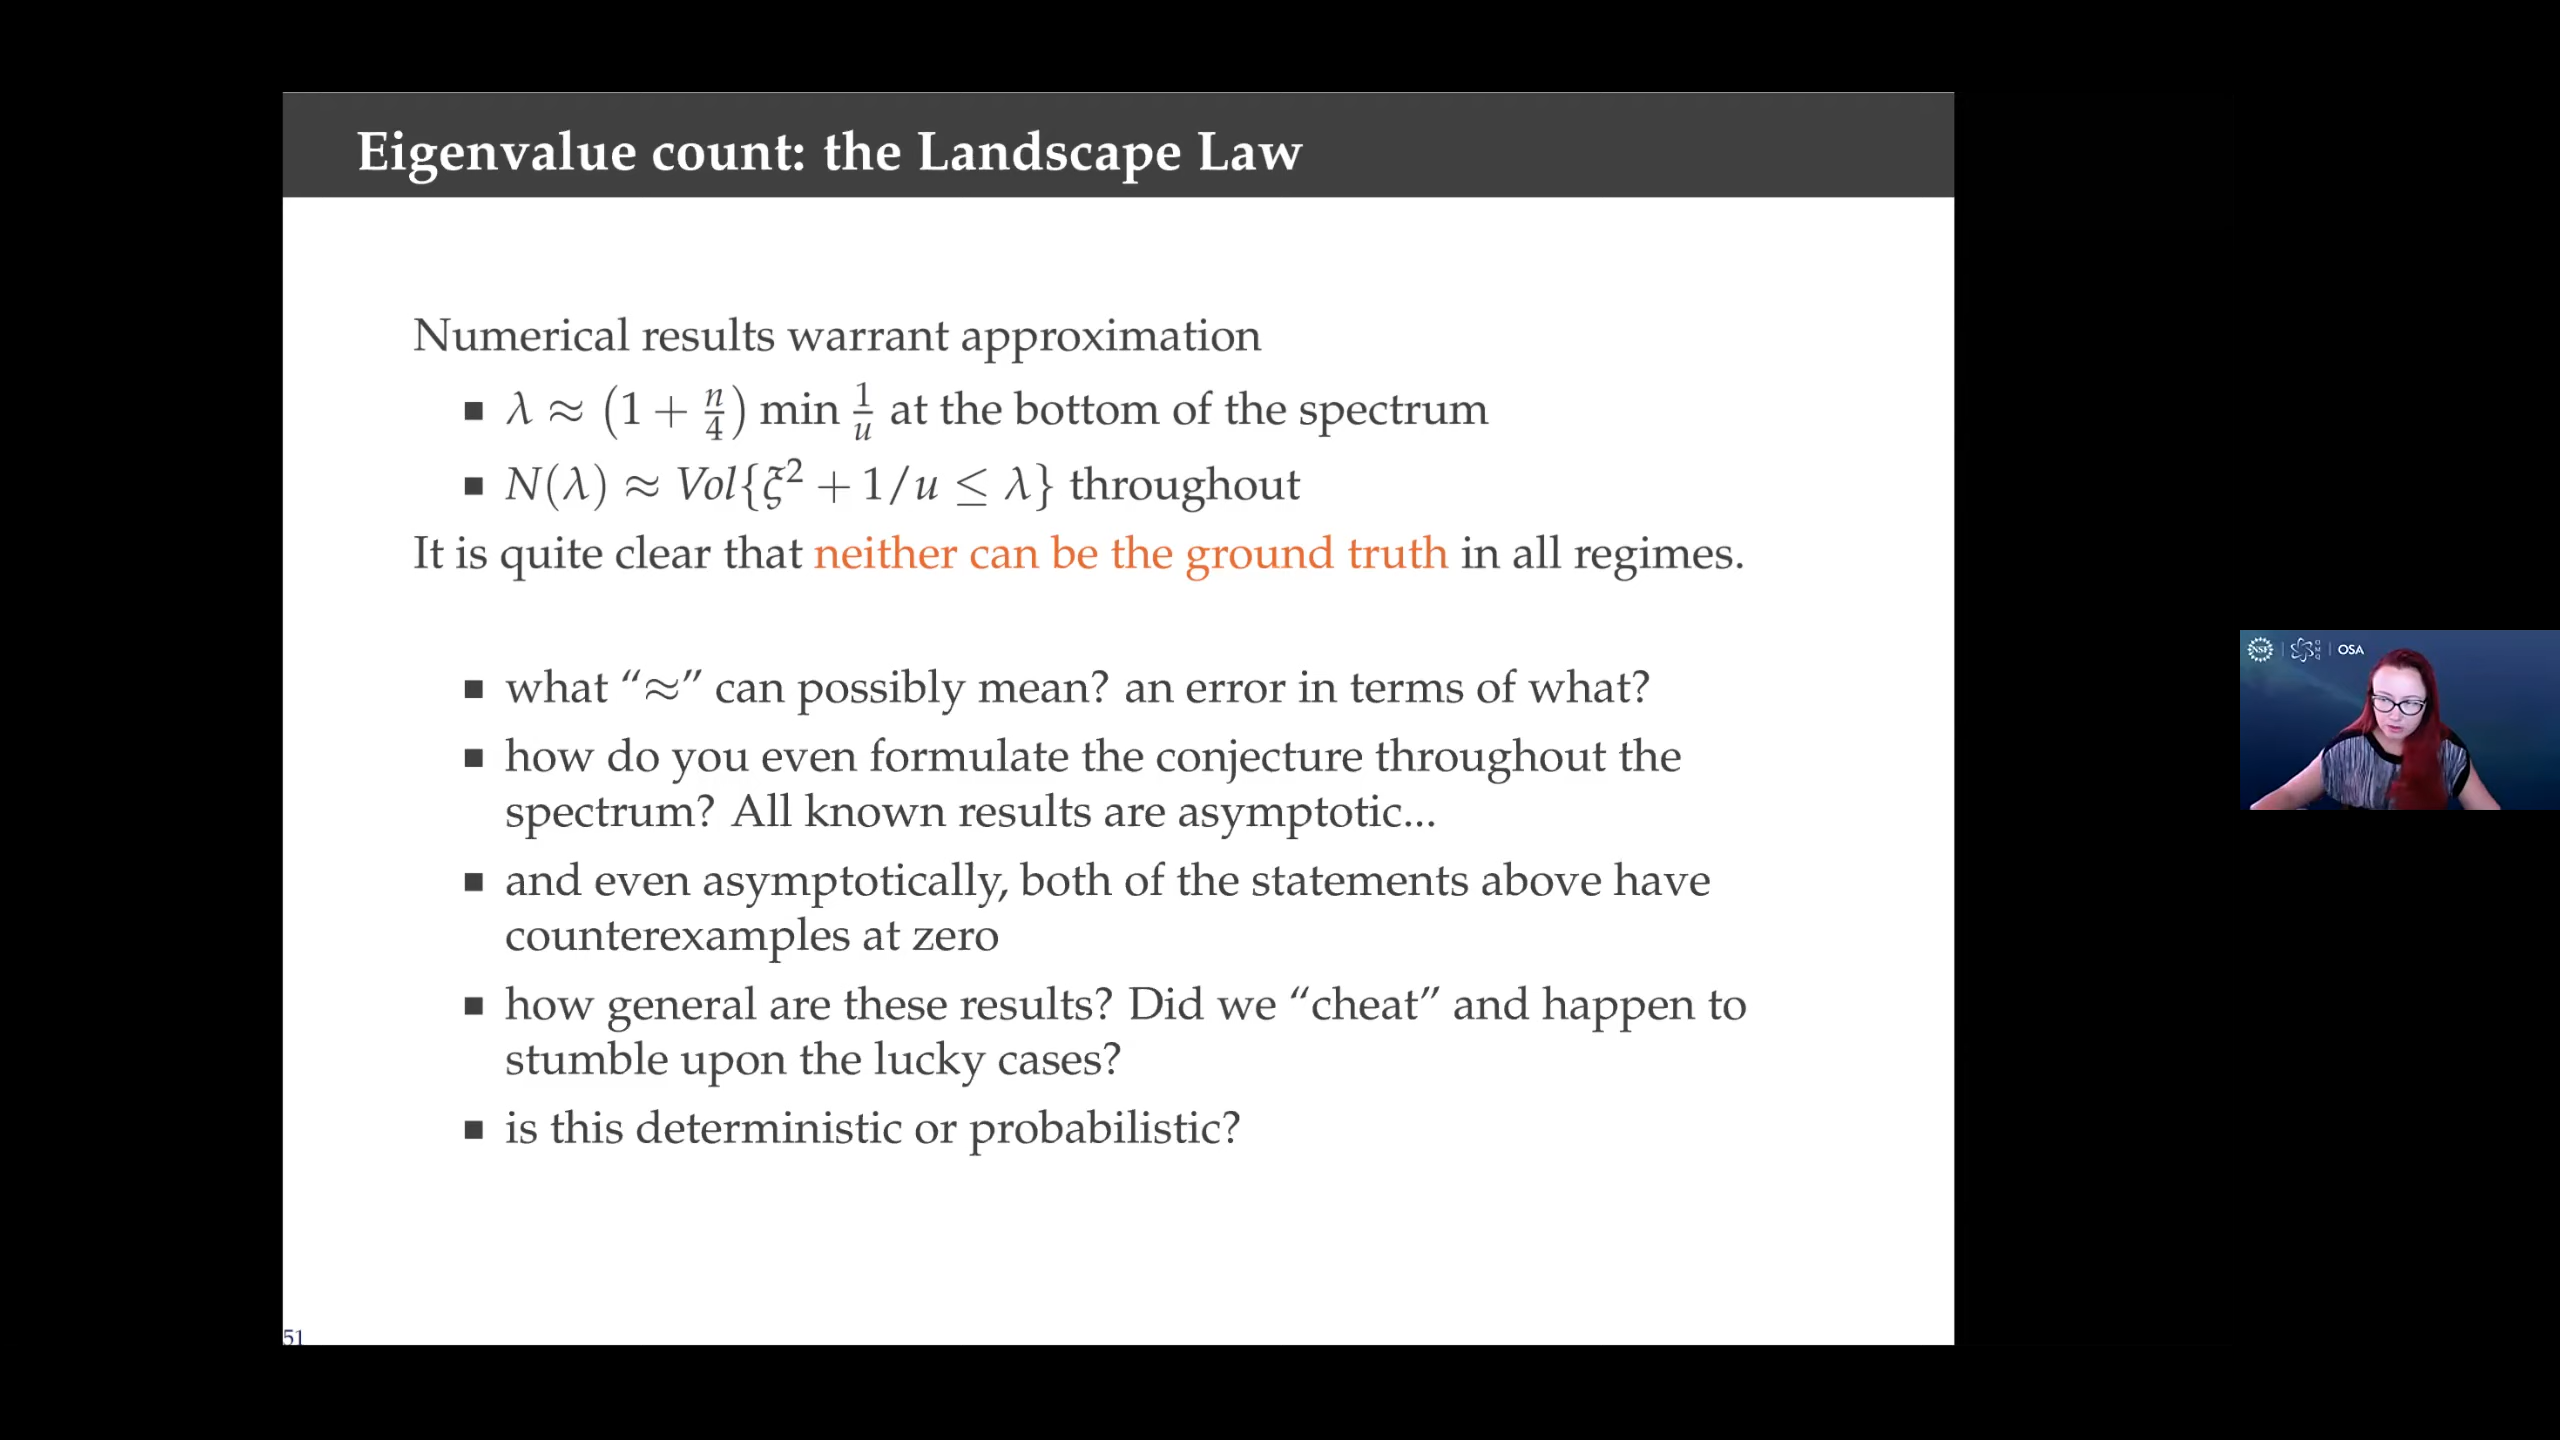 Eigenvalue count: the Landscape Law
Numerical results warrant approximation
■ λ ≈ (1 + n/4) min 1/u at the bottom of the spectrum
■ N(λ) ≈ Vol{ξ² + 1/u ≤ λ} throughout
It is quite clear that neither can be the ground truth in all regimes.
■ what “≈” can possibly mean? an error in terms of what?
■ how do you even formulate the conjecture throughout the
spectrum? All known results are asymptotic...
■ and even asymptotically, both of the statements above have
counterexamples at zero
■ how general are these results? Did we “cheat” and happen to
stumble upon the lucky cases?
■ is this deterministic or probabilistic?
51
NSF | | OSA